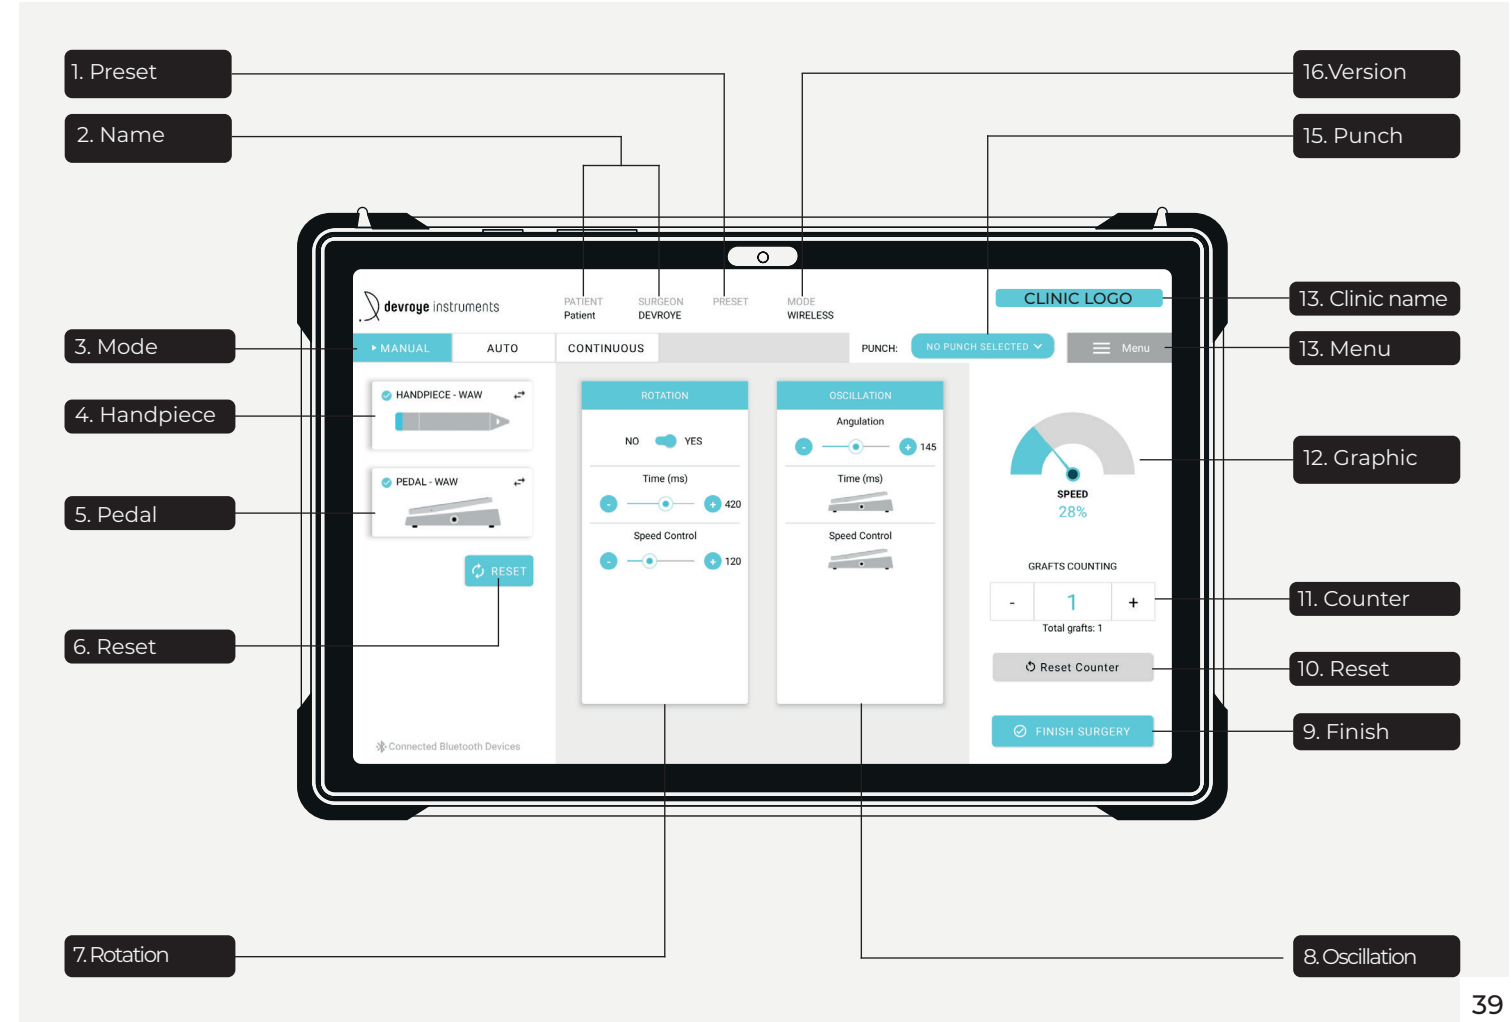 1. Preset
2. Name
16.Version
15. Punch
devroye instruments
PATIENT
Patient
SURGEON
DEVROYE
PRESET
MODE
WIRELESS
CLINIC LOGO
13. Clinic name
3. Mode
MANUAL
AUTO
CONTINUOUS
PUNCH:
NO PUNCH SELECTED
Menu
13. Menu
4. Handpiece
HANDPIECE - WAW
5. Pedal
PEDAL - WAW
RESET
6. Reset
ROTATION
NO
YES
Time (ms)
-
+
420
Speed Control
-
+
120
OSCILLATION
Angulation
-
+
145
Time (ms)
Speed Control
12. Graphic
SPEED
28%
GRAFTS COUNTING
-
1
+
Total grafts: 1
11. Counter
Reset Counter
10. Reset
FINISH SURGERY
9. Finish
Connected Bluetooth Devices
7. Rotation
8. Oscillation
39